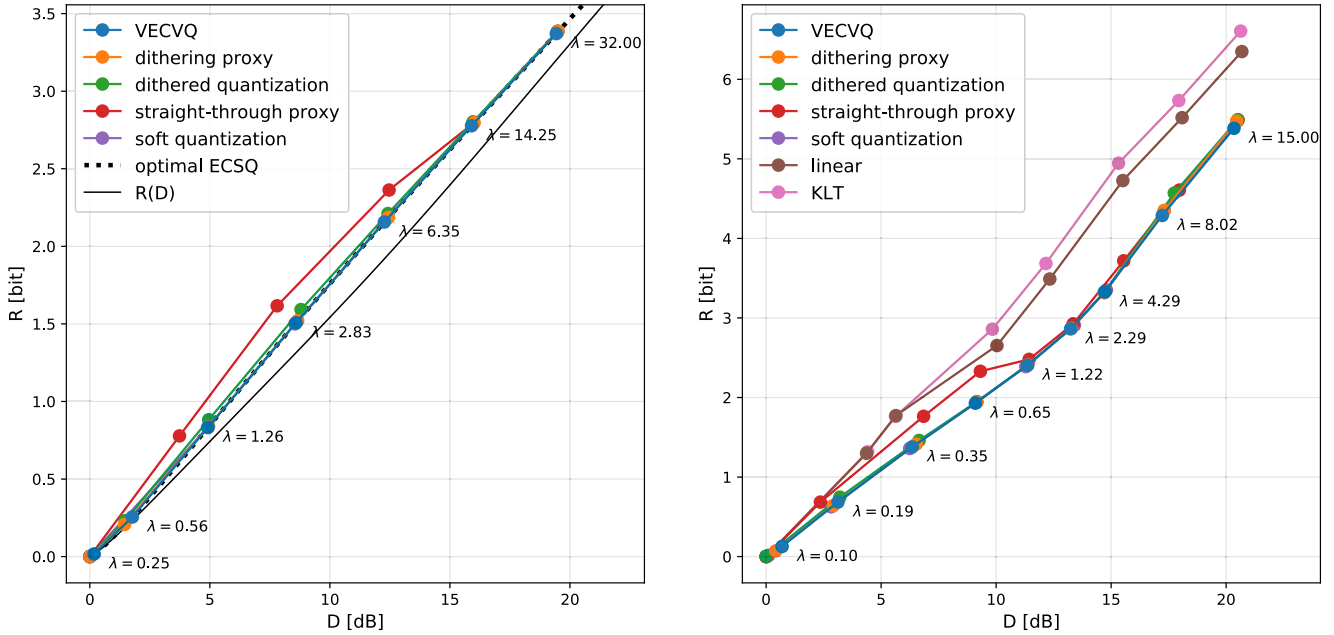 3.5
3.0
2.5
2.0
1.5
1.0
0.5
0.0
R [bit]
0
5
10
15
20
D [dB]
VECVQ
dithering proxy
dithered quantization
straight-through proxy
soft quantization
optimal ECSQ
R(D)
λ = 32.00
λ = 14.25
λ = 6.35
λ = 2.83
λ = 1.26
λ = 0.56
λ = 0.25
6
5
4
3
2
1
0
R [bit]
0
5
10
15
20
D [dB]
VECVQ
dithering proxy
dithered quantization
straight-through proxy
soft quantization
linear
KLT
λ = 15.00
λ = 8.02
λ = 4.29
λ = 2.29
λ = 1.22
λ = 0.65
λ = 0.35
λ = 0.19
λ = 0.10